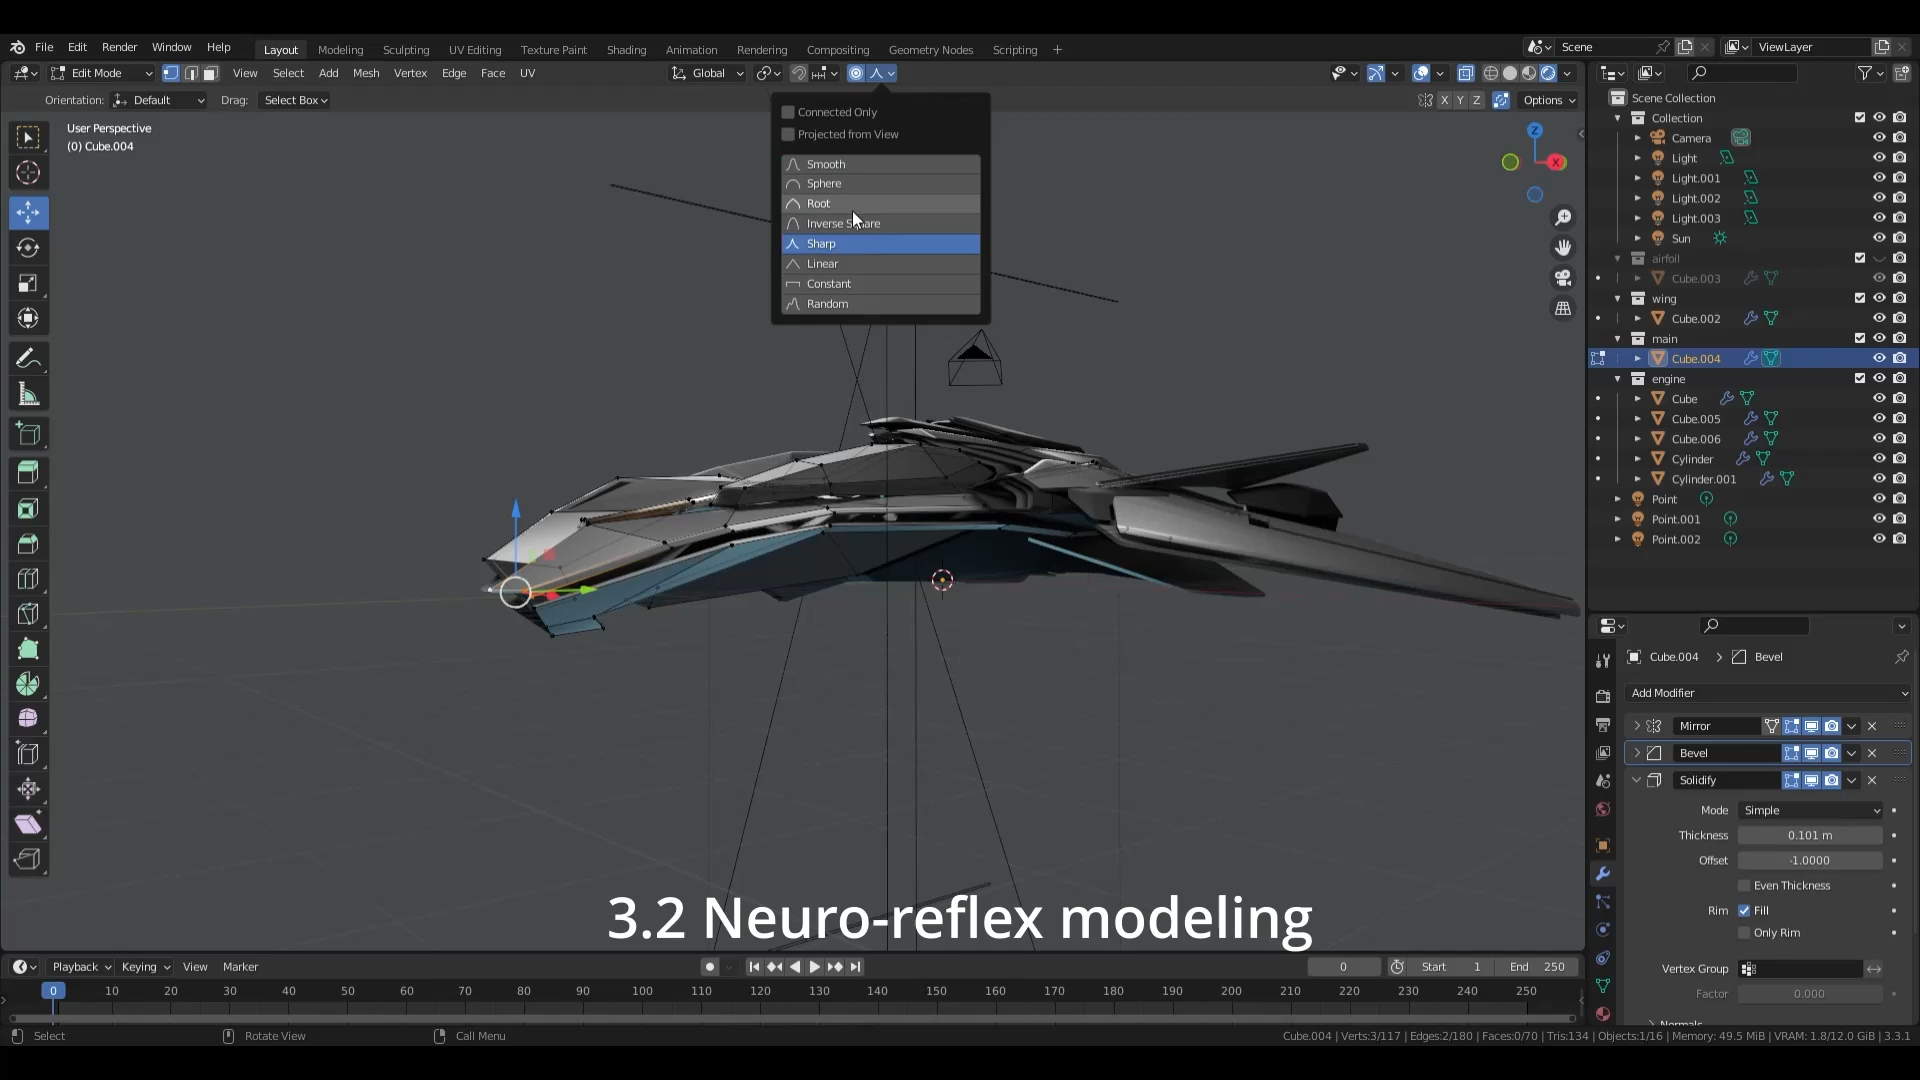 File Edit Render Window Help Layout Modeling Sculpting UV Editing Texture Paint Shading Animation Rendering Compositing Geometry Nodes Scripting + Scene ViewLayer
Edit Mode View Select Add Mesh Vertex Edge Face UV Global
Orientation: Default Drag: Select Box X Y Z Options
User Perspective
(0) Cube.004
Connected Only
Projected from View
Smooth
Sphere
Root
Inverse Square
Sharp
Linear
Constant
Random
Z
X
Scene Collection
Collection
Camera
Light
Light.001
Light.002
Light.003
Sun
airfoil
Cube.003
wing
Cube.002
main
Cube.004
engine
Cube
Cube.005
Cube.006
Cylinder
Cylinder.001
Point
Point.001
Point.002
Cube.004 > Bevel
Add Modifier
Mirror
Bevel
Solidify
Mode Simple
Thickness 0.101 m
Offset -1.0000
Even Thickness
Rim Fill
Only Rim
Vertex Group
Factor 0.000
Normals
3.2 Neuro-reflex modeling
Playback Keying View Marker 0 Start 1 End 250
0 10 20 30 40 50 60 70 80 90 100 110 120 130 140 150 160 170 180 190 200 210 220 230 240 250
Select Rotate View Call Menu Cube.004 | Verts:3/117 | Edges:2/180 | Faces:0/70 | Tris:134 | Objects:1/16 | Memory: 49.5 MiB | VRAM: 1.8/12.0 GiB | 3.3.1